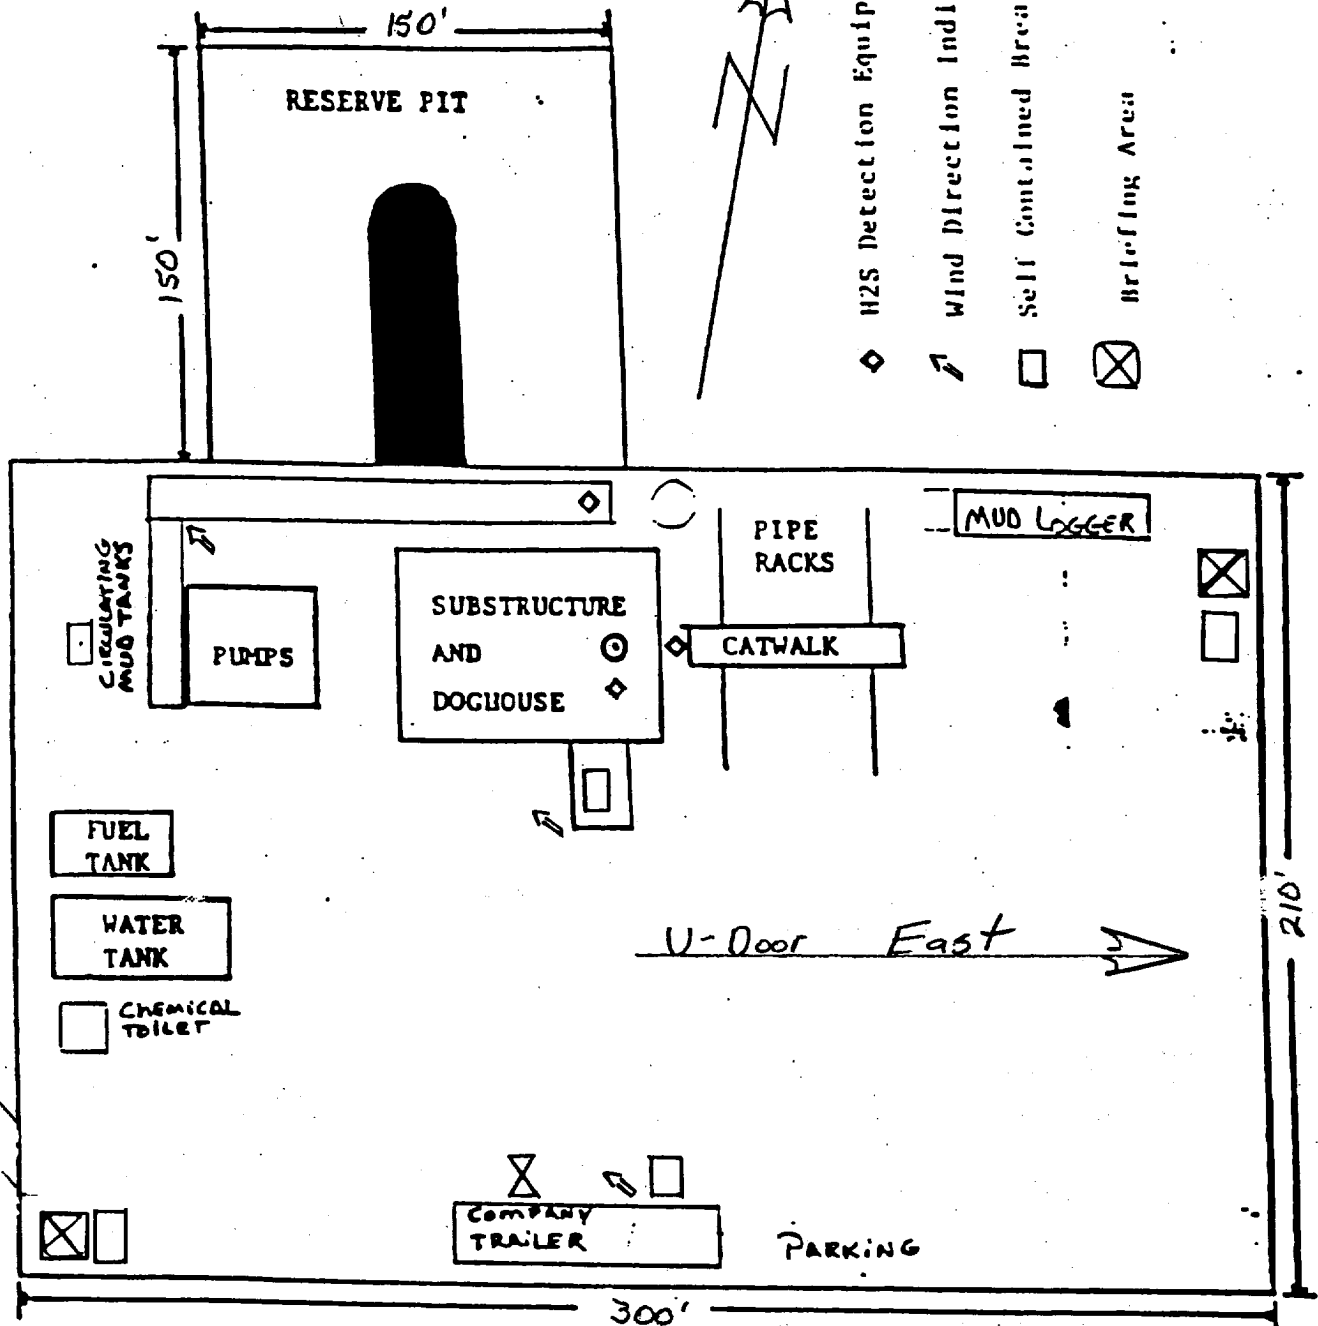 150'
RESERVE PIT
150'
N
H2S Detection Equip
Wind Direction Indi
Self Contained Brea
Briefing Area
MUD LOGGER
PIPE
RACKS
CIRCULATING
MUD TANKS
SUBSTRUCTURE
AND
DOGHOUSE
PUMPS
CATWALK
FUEL
TANK
WATER
TANK
210'
V-Door East
CHEMICAL
TOILET
COMPANY
TRAILER
PARKING
300'